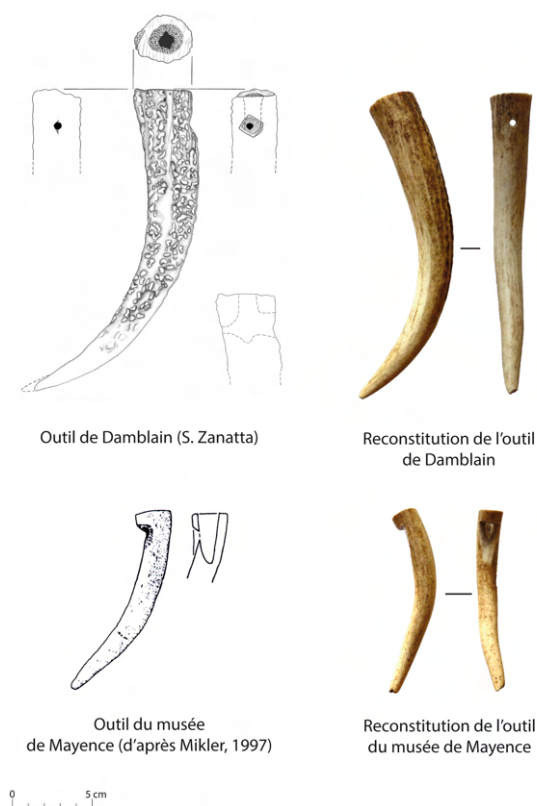 Outil de Damblain (S. Zanatta)
Reconstitution de l'outil
de Damblain
Outil du musée
de Mayence (d'après Mikler, 1997)
Reconstitution de l'outil
du musée de Mayence
0 5 cm